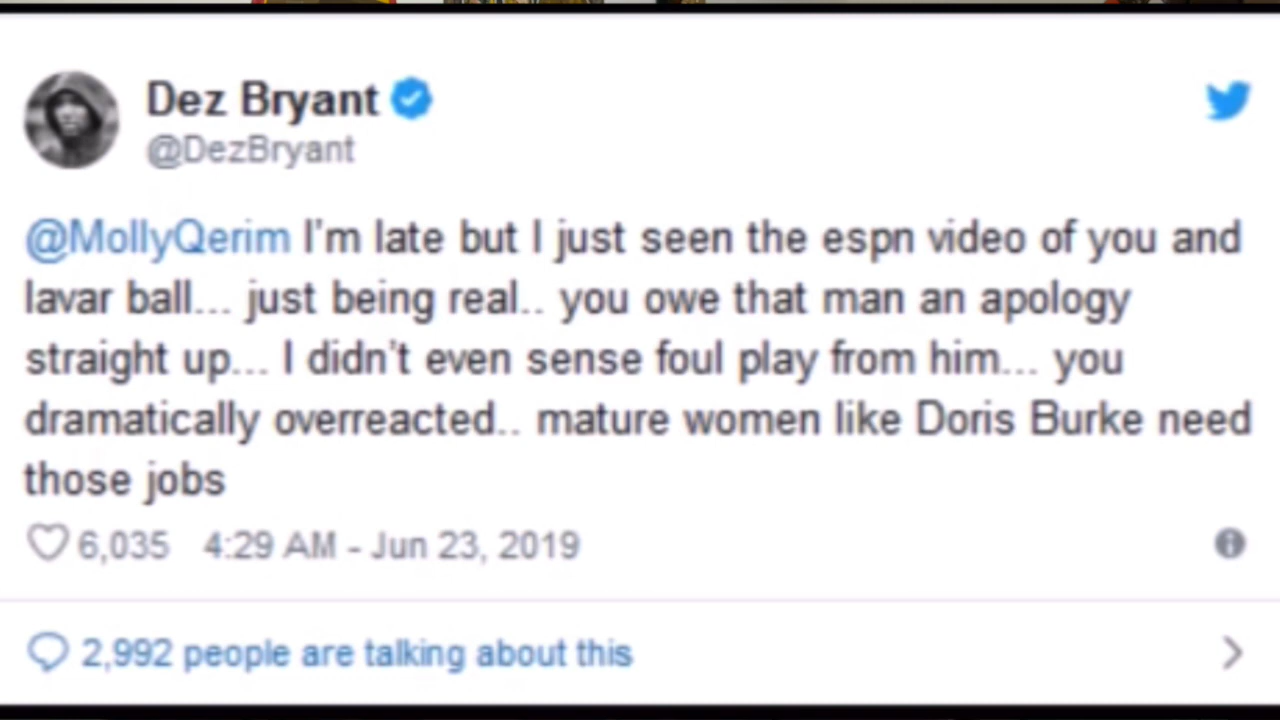 Dez Bryant
@DezBryant
@MollyQerim I'm late but I just seen the espn video of you and
lavar ball... just being real.. you owe that man an apology
straight up... I didn't even sense foul play from him... you
dramatically overreacted.. mature women like Doris Burke need
those jobs
6,035 4:29 AM - Jun 23, 2019
2,992 people are talking about this